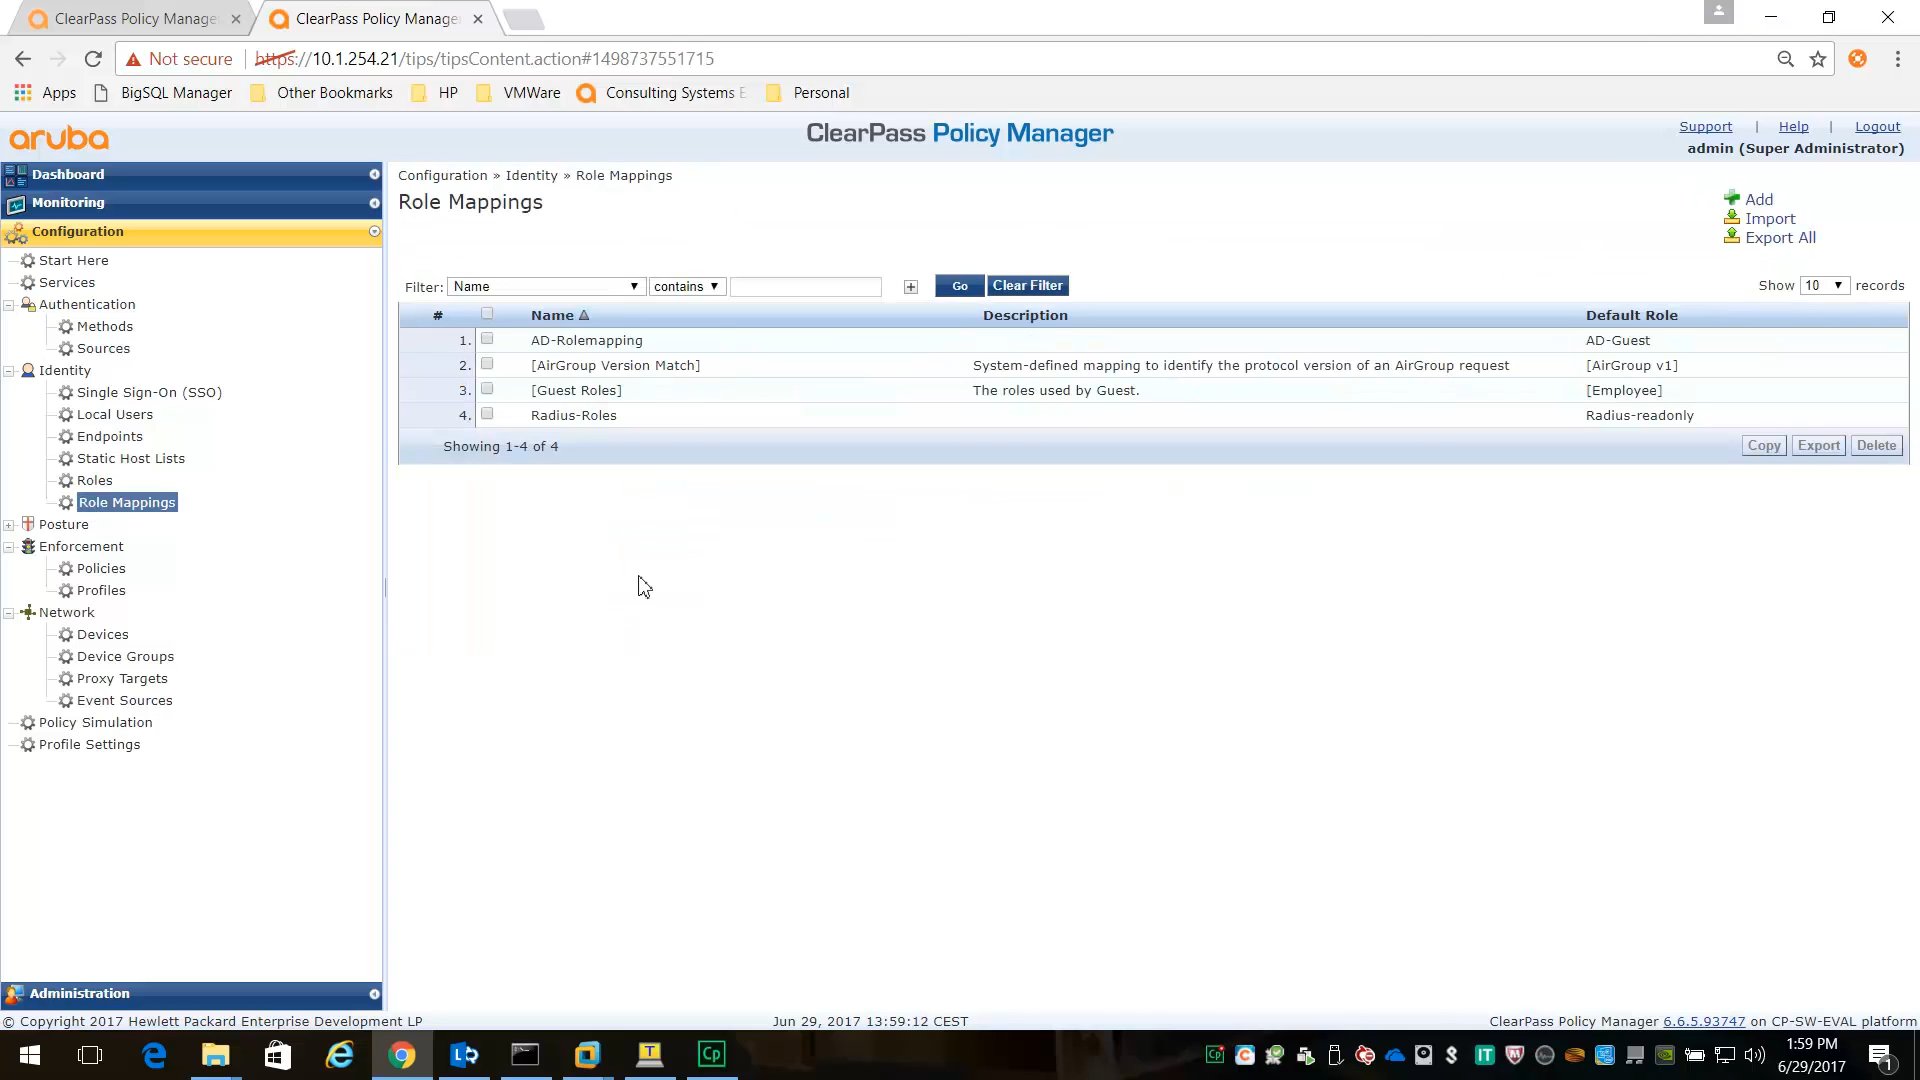 ClearPass Policy Manage
ClearPass Policy Manage
Not secure https://10.1.254.21/tips/tipsContent.action#1498737551715
Apps BigSQL Manager Other Bookmarks HP VMWare Consulting Systems E Personal
aruba
ClearPass Policy Manager
Support | Help | Logout
admin (Super Administrator)
Dashboard
Monitoring
Configuration
Start Here
Services
Authentication
Methods
Sources
Identity
Single Sign-On (SSO)
Local Users
Endpoints
Static Host Lists
Roles
Role Mappings
Posture
Enforcement
Policies
Profiles
Network
Devices
Device Groups
Proxy Targets
Event Sources
Policy Simulation
Profile Settings
Administration
Configuration » Identity » Role Mappings
Role Mappings
Add
Import
Export All
Filter: Name contains Go Clear Filter Show 10 records
# Name Description Default Role
1. AD-Rolemapping AD-Guest
2. [AirGroup Version Match] System-defined mapping to identify the protocol version of an AirGroup request [AirGroup v1]
3. [Guest Roles] The roles used by Guest. [Employee]
4. Radius-Roles Radius-readonly
Showing 1-4 of 4 Copy Export Delete
© Copyright 2017 Hewlett Packard Enterprise Development LP Jun 29, 2017 13:59:12 CEST ClearPass Policy Manager 6.6.5.93747 on CP-SW-EVAL platform
1:59 PM
6/29/2017
1